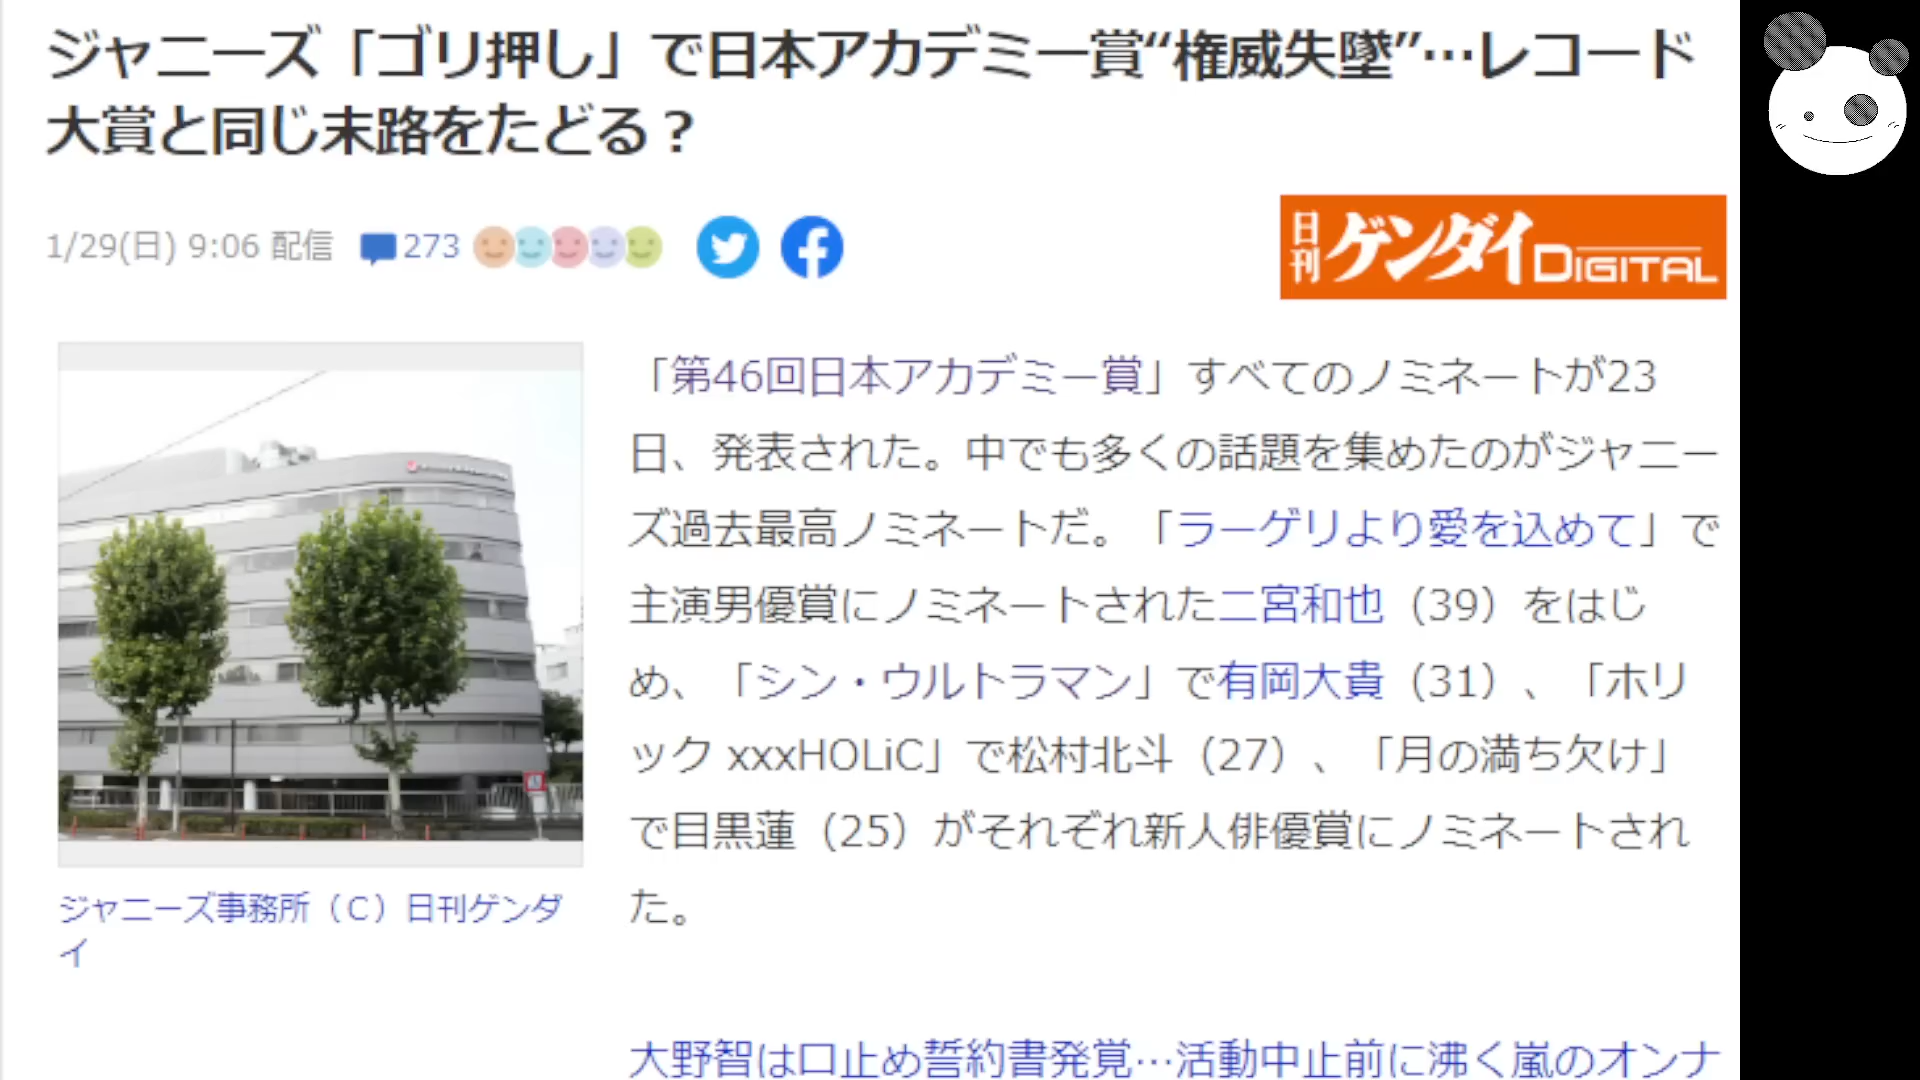 ジャニーズ「ゴリ押し」で日本アカデミー賞“権威失墜”…レコード
大賞と同じ末路をたどる？
1/29(日) 9:06 配信 273
日刊ゲンダイDIGITAL
「第46回日本アカデミー賞」すべてのノミネートが23
日、発表された。中でも多くの話題を集めたのがジャニー
ズ過去最高ノミネートだ。「ラーゲリより愛を込めて」で
主演男優賞にノミネートされた二宮和也（39）をはじ
め、「シン・ウルトラマン」で有岡大貴（31）、「ホリ
ック xxxHOLiC」で松村北斗（27）、「月の満ち欠け」
で目黒蓮（25）がそれぞれ新人俳優賞にノミネートされ
た。
ジャニーズ事務所（C）日刊ゲンダ
イ
大野智は口止め誓約書発覚…活動中止前に沸く嵐のオンナ